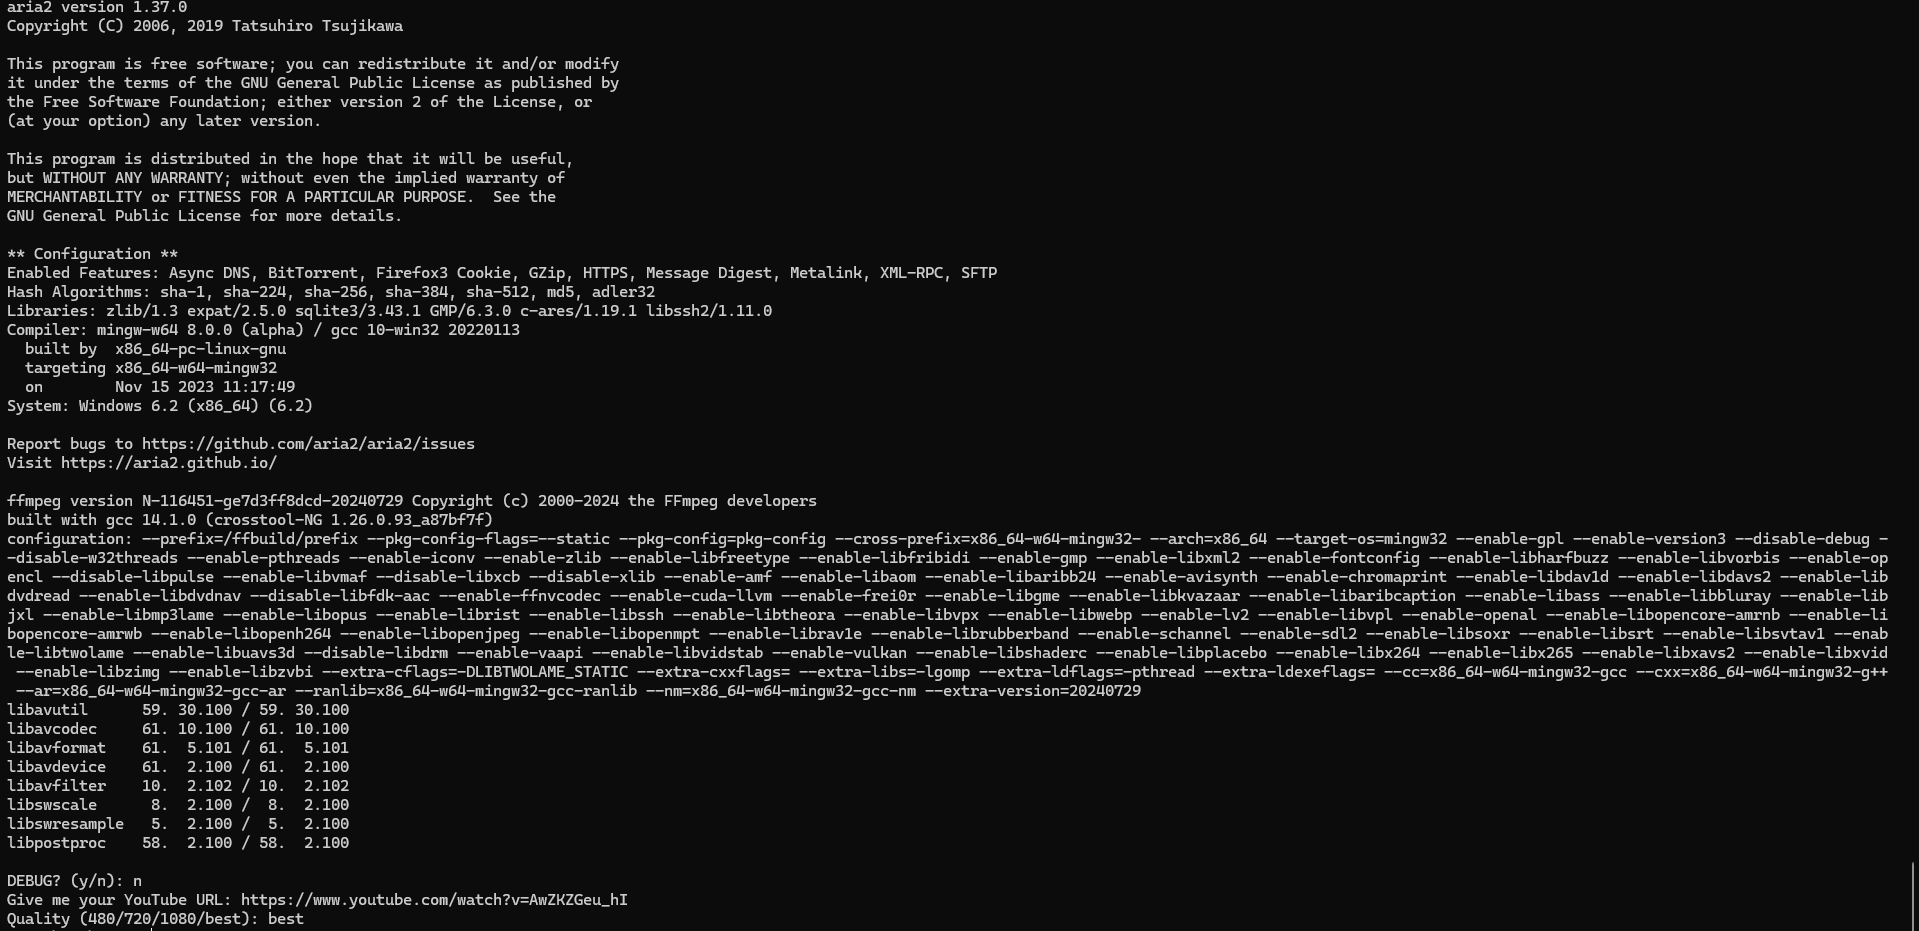 aria2 version 1.37.0
Copyright (C) 2006, 2019 Tatsuhiro Tsujikawa
This program is free software; you can redistribute it and/or modify
it under the terms of the GNU General Public License as published by
the Free Software Foundation; either version 2 of the License, or
(at your option) any later version.
This program is distributed in the hope that it will be useful,
but WITHOUT ANY WARRANTY; without even the implied warranty of
MERCHANTABILITY or FITNESS FOR A PARTICULAR PURPOSE.  See the
GNU General Public License for more details.
** Configuration **
Enabled Features: Async DNS, BitTorrent, Firefox3 Cookie, GZip, HTTPS, Message Digest, Metalink, XML-RPC, SFTP
Hash Algorithms: sha-1, sha-224, sha-256, sha-384, sha-512, md5, adler32
Libraries: zlib/1.3 expat/2.5.0 sqlite3/3.43.1 GMP/6.3.0 c-ares/1.19.1 libssh2/1.11.0
Compiler: mingw-w64 8.0.0 (alpha) / gcc 10-win32 20220113
  built by  x86_64-pc-linux-gnu
  targeting x86_64-w64-mingw32
  on        Nov 15 2023 11:17:49
System: Windows 6.2 (x86_64) (6.2)
Report bugs to https://github.com/aria2/aria2/issues
Visit https://aria2.github.io/
ffmpeg version N-116451-ge7d3ff8dcd-20240729 Copyright (c) 2000-2024 the FFmpeg developers
built with gcc 14.1.0 (crosstool-NG 1.26.0.93_a87bf7f)
configuration: --prefix=/ffbuild/prefix --pkg-config-flags=--static --pkg-config=pkg-config --cross-prefix=x86_64-w64-mingw32- --arch=x86_64 --target-os=mingw32 --enable-gpl --enable-version3 --disable-debug -
-disable-w32threads --enable-pthreads --enable-iconv --enable-zlib --enable-libfreetype --enable-libfribidi --enable-gmp --enable-libxml2 --enable-fontconfig --enable-libharfbuzz --enable-libvorbis --enable-op
encl --disable-libpulse --enable-libvmaf --disable-libxcb --disable-xlib --enable-amf --enable-libaom --enable-libaribb24 --enable-avisynth --enable-chromaprint --enable-libdav1d --enable-libdavs2 --enable-lib
dvdread --enable-libdvdnav --disable-libfdk-aac --enable-ffnvcodec --enable-cuda-llvm --enable-frei0r --enable-libgme --enable-libkvazaar --enable-libaribcaption --enable-libass --enable-libbluray --enable-lib
jxl --enable-libmp3lame --enable-libopus --enable-librist --enable-libssh --enable-libtheora --enable-libvpx --enable-libwebp --enable-lv2 --enable-libvpl --enable-openal --enable-libopencore-amrnb --enable-li
bopencore-amrwb --enable-libopenh264 --enable-libopenjpeg --enable-libopenmpt --enable-librav1e --enable-librubberband --enable-schannel --enable-sdl2 --enable-libsoxr --enable-libsrt --enable-libsvtav1 --enab
le-libtwolame --enable-libuavs3d --disable-libdrm --enable-vaapi --enable-libvidstab --enable-vulkan --enable-libshaderc --enable-libplacebo --enable-libx264 --enable-libx265 --enable-libxavs2 --enable-libxvid
 --enable-libzimg --enable-libzvbi --extra-cflags=-DLIBTWOLAME_STATIC --extra-cxxflags= --extra-libs=-lgomp --extra-ldflags=-pthread --extra-ldexeflags= --cc=x86_64-w64-mingw32-gcc --cxx=x86_64-w64-mingw32-g++
 --ar=x86_64-w64-mingw32-gcc-ar --ranlib=x86_64-w64-mingw32-gcc-ranlib --nm=x86_64-w64-mingw32-gcc-nm --extra-version=20240729
libavutil      59. 30.100 / 59. 30.100
libavcodec     61. 10.100 / 61. 10.100
libavformat    61.  5.101 / 61.  5.101
libavdevice    61.  2.100 / 61.  2.100
libavfilter    10.  2.102 / 10.  2.102
libswscale      8.  2.100 /  8.  2.100
libswresample   5.  2.100 /  5.  2.100
libpostproc    58.  2.100 / 58.  2.100
DEBUG? (y/n): n
Give me your YouTube URL: https://www.youtube.com/watch?v=AwZKZGeu_hI
Quality (480/720/1080/best): best